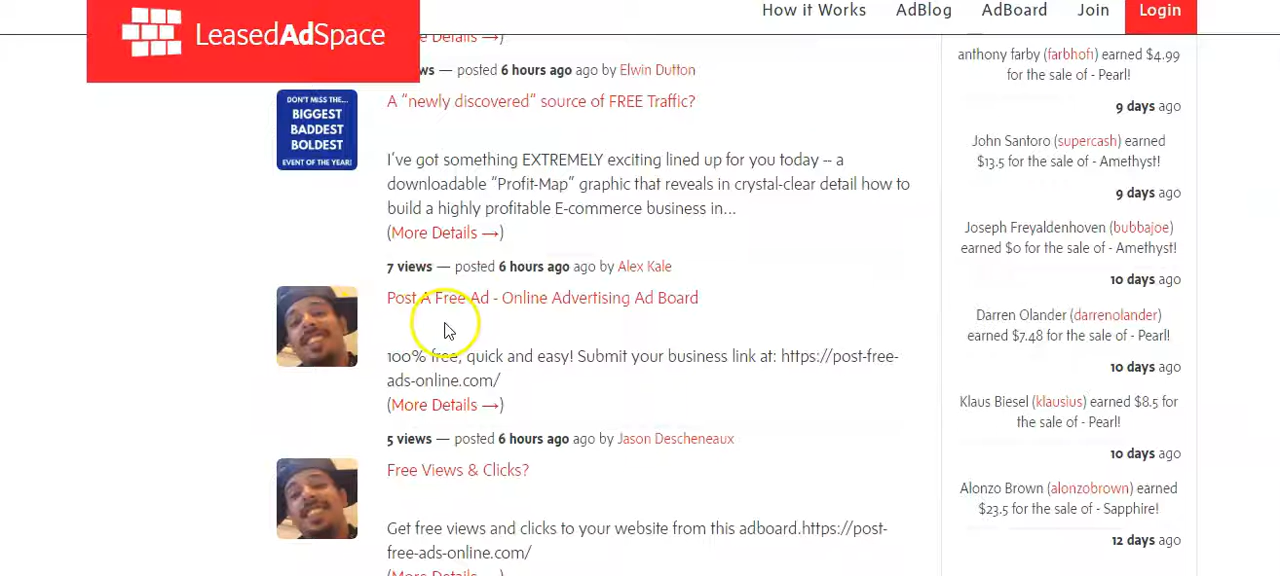 LeasedAdSpace
How it Works
AdBlog
AdBoard
Join
Login
e Details →)
ws — posted 6 hours ago ago by Elwin Dutton
DON'T MISS THE...
BIGGEST
BADDEST
BOLDEST
EVENT OF THE YEAR!
A “newly discovered” source of FREE Traffic?
I've got something EXTREMELY exciting lined up for you today -- a
downloadable “Profit-Map” graphic that reveals in crystal-clear detail how to
build a highly profitable E-commerce business in...
(More Details →)
7 views — posted 6 hours ago ago by Alex Kale
Post A Free Ad - Online Advertising Ad Board
100% free, quick and easy! Submit your business link at: https://post-free-
ads-online.com/
(More Details →)
5 views — posted 6 hours ago ago by Jason Descheneaux
Free Views & Clicks?
Get free views and clicks to your website from this adboard.https://post-
free-ads-online.com/
(More Details →)
anthony farby (farbhof1) earned $4.99
for the sale of - Pearl!
9 days ago
John Santoro (supercash) earned
$13.5 for the sale of - Amethyst!
9 days ago
Joseph Freyaldenhoven (bubbajoe)
earned $0 for the sale of - Amethyst!
10 days ago
Darren Olander (darrenolander)
earned $7.48 for the sale of - Pearl!
10 days ago
Klaus Biesel (klausius) earned $8.5 for
the sale of - Pearl!
10 days ago
Alonzo Brown (alonzobrown) earned
$23.5 for the sale of - Sapphire!
12 days ago